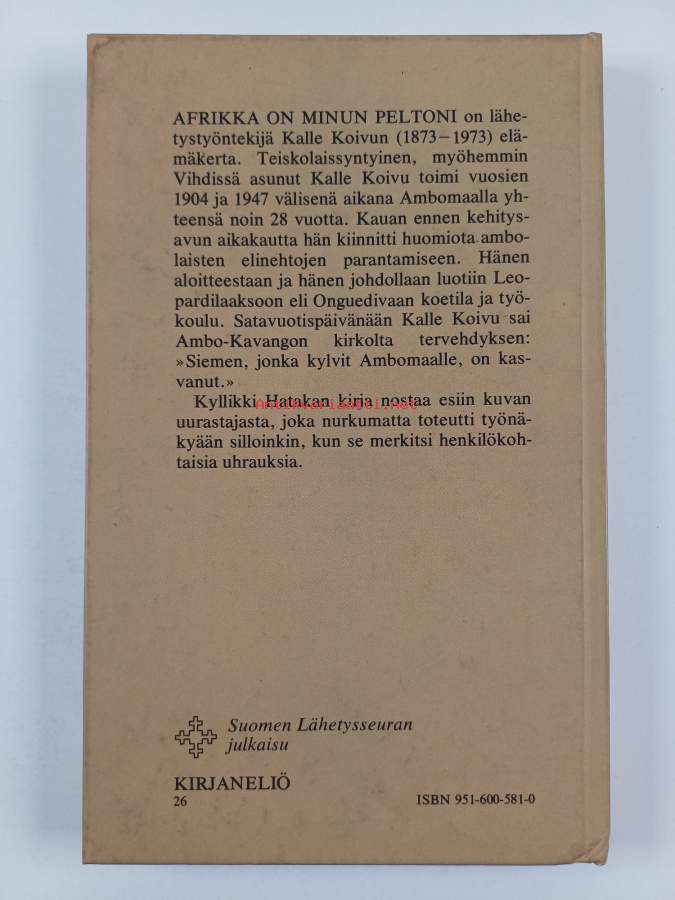 AFRIKKA ON MINUN PELTONI on lähe-
tystyöntekijä Kalle Koivun (1873–1973) elä-
mäkerta. Teiskolaissyntyinen, myöhemmin
Vihdissä asunut Kalle Koivu toimi vuosien
1904 ja 1947 välisenä aikana Ambomaalla yh-
teensä noin 28 vuotta. Kauan ennen kehitys-
avun aikakautta hän kiinnitti huomiota ambo-
laisten elinehtojen parantamiseen. Hänen
aloitteestaan ja hänen johdollaan luotiin Leo-
pardilaaksoon eli Onguedivaan koetila ja työ-
koulu. Satavuotispäivänään Kalle Koivu sai
Ambo-Kavangon kirkolta tervehdyksen:
»Siemen, jonka kylvit Ambomaalle, on kas-
vanut.»
Kyllikki Hatakan kirja nostaa esiin kuvan
Antikvariaatti.net
uurastajasta, joka nurkumatta toteutti työnä-
kyään silloinkin, kun se merkitsi henkilökoh-
taisia uhrauksia.
Suomen Lähetysseuran
julkaisu
KIRJANELIÖ
26
ISBN 951-600-581-0